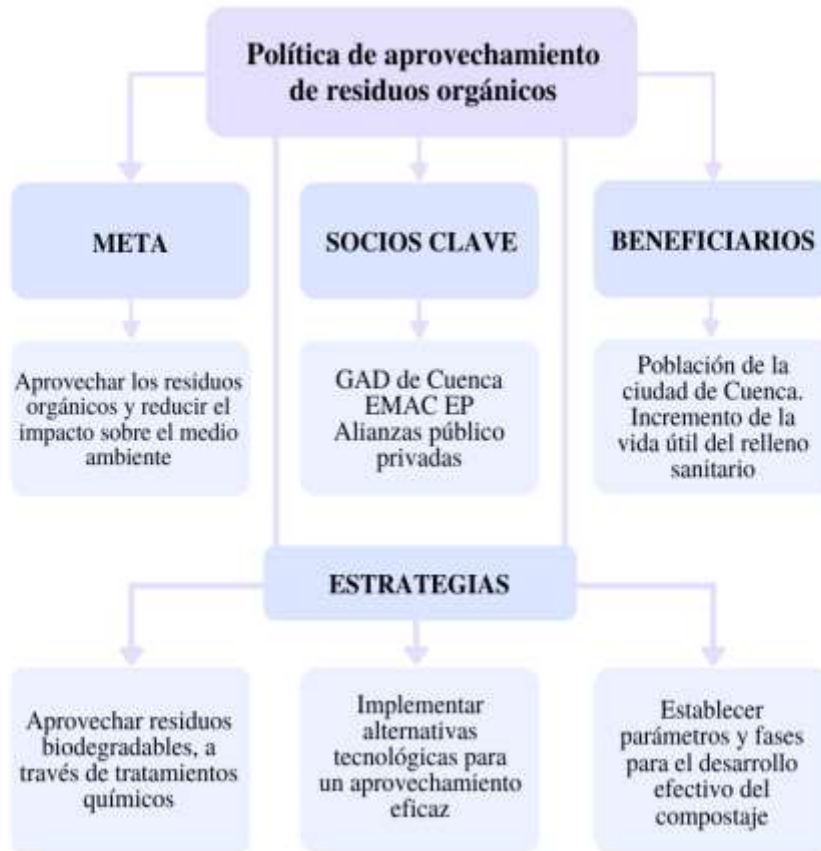 Política de aprovechamiento
de residuos orgánicos
META
SOCIOS CLAVE
BENEFICIARIOS
Aprovechar los residuos
orgánicos y reducir el
impacto sobre el medio
ambiente
GAD de Cuenca
EMAC EP
Alianzas público
privadas
Población de la
ciudad de Cuenca.
Incremento de la
vida útil del relleno
sanitario
ESTRATEGIAS
Aprovechar residuos
biodegradables, a
través de tratamientos
químicos
Implementar
alternativas
tecnológicas para
un aprovechamiento
eficaz
Establecer
parámetros y fases
para el desarrollo
efectivo del
compostaje